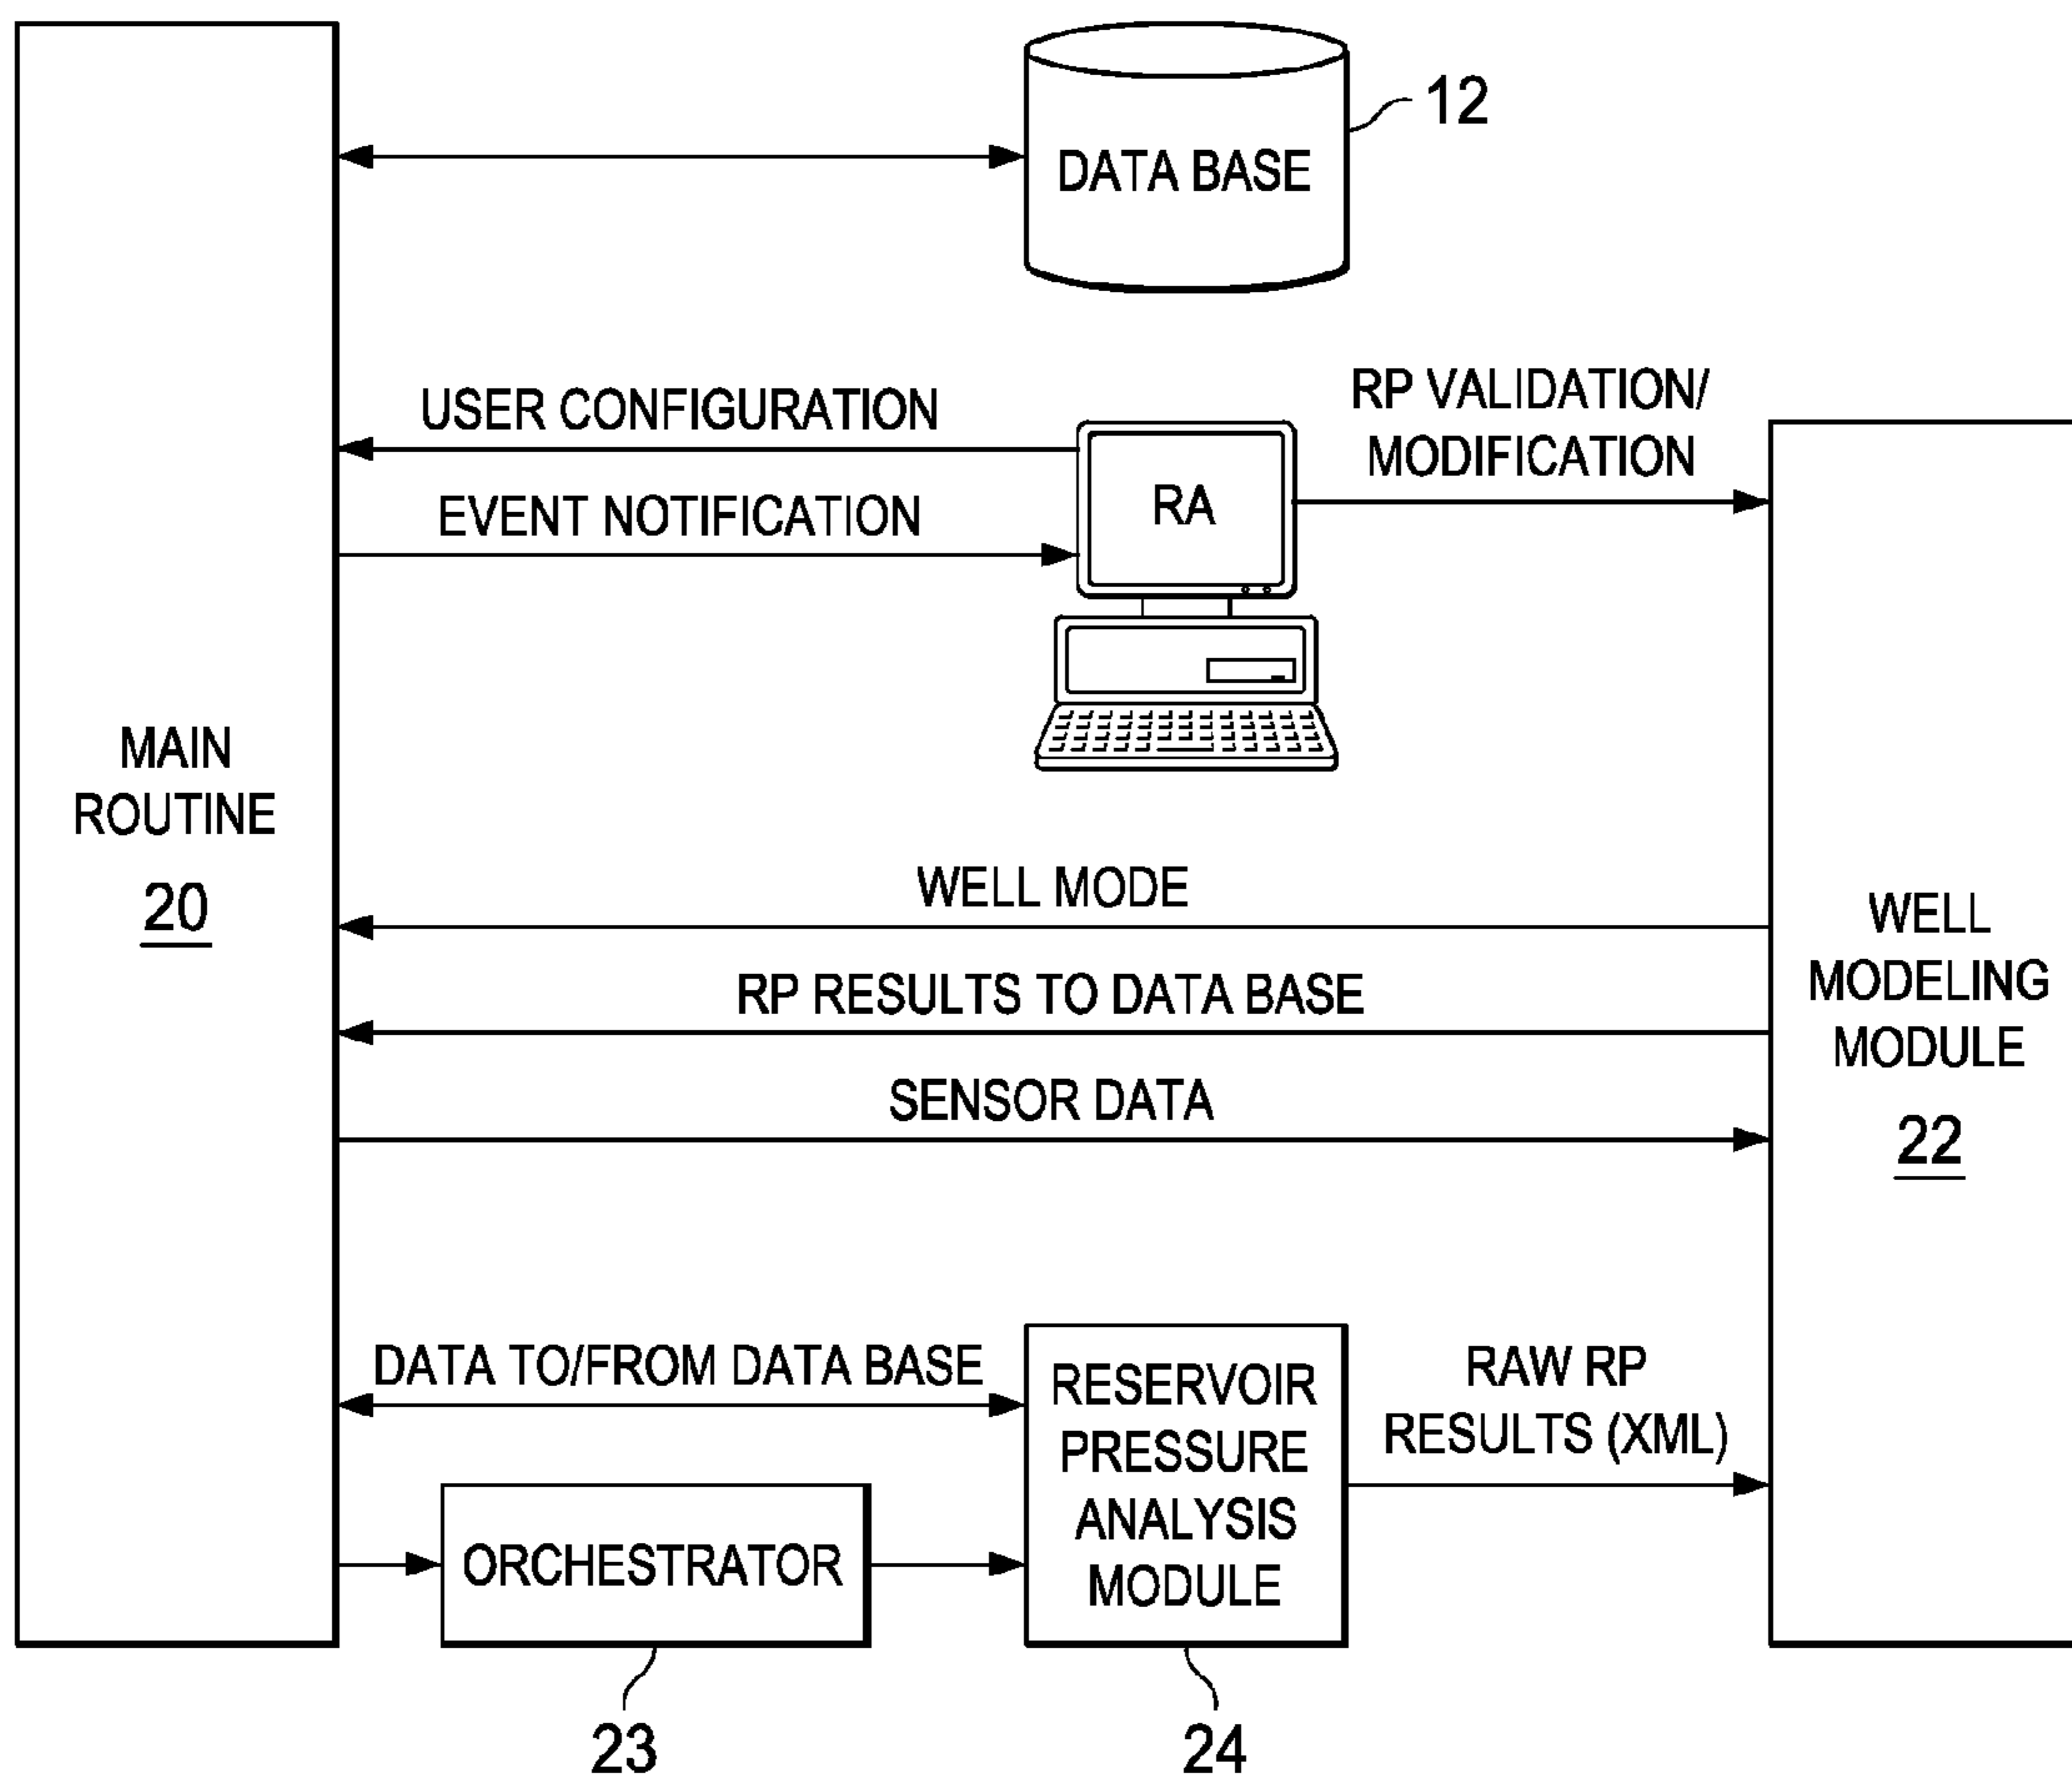 12
DATA BASE
USER CONFIGURATION
EVENT NOTIFICATION
RA
RP VALIDATION/
MODIFICATION
MAIN
ROUTINE
20
WELL MODE
RP RESULTS TO DATA BASE
SENSOR DATA
WELL
MODELING
MODULE
22
DATA TO/FROM DATA BASE
ORCHESTRATOR
RESERVOIR
PRESSURE
ANALYSIS
MODULE
RAW RP
RESULTS (XML)
23
24